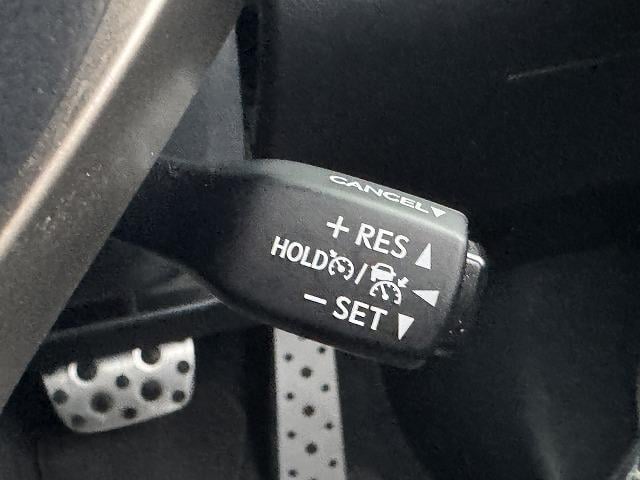 CANCEL▼
+ RES ▲
HOLD /
− SET ▼